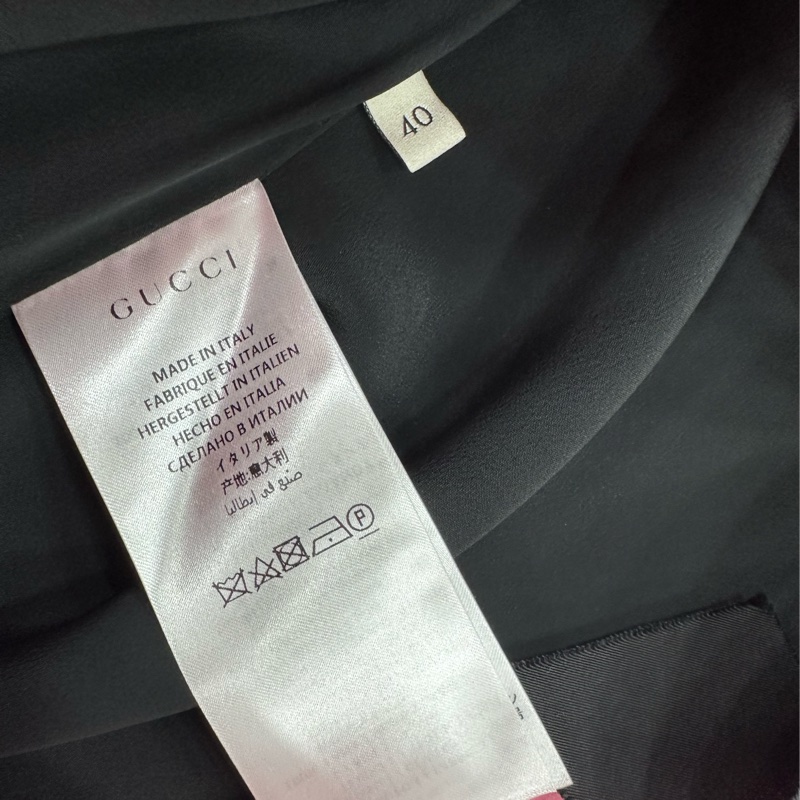 40
GUCCI
MADE IN ITALY
FABRIQUE EN ITALIE
HERGESTELLT IN ITALIEN
HECHO EN ITALIA
СДЕЛАНО В ИТАЛИИ
イタリア製
产地:意大利
صنع في إيطاليا
P